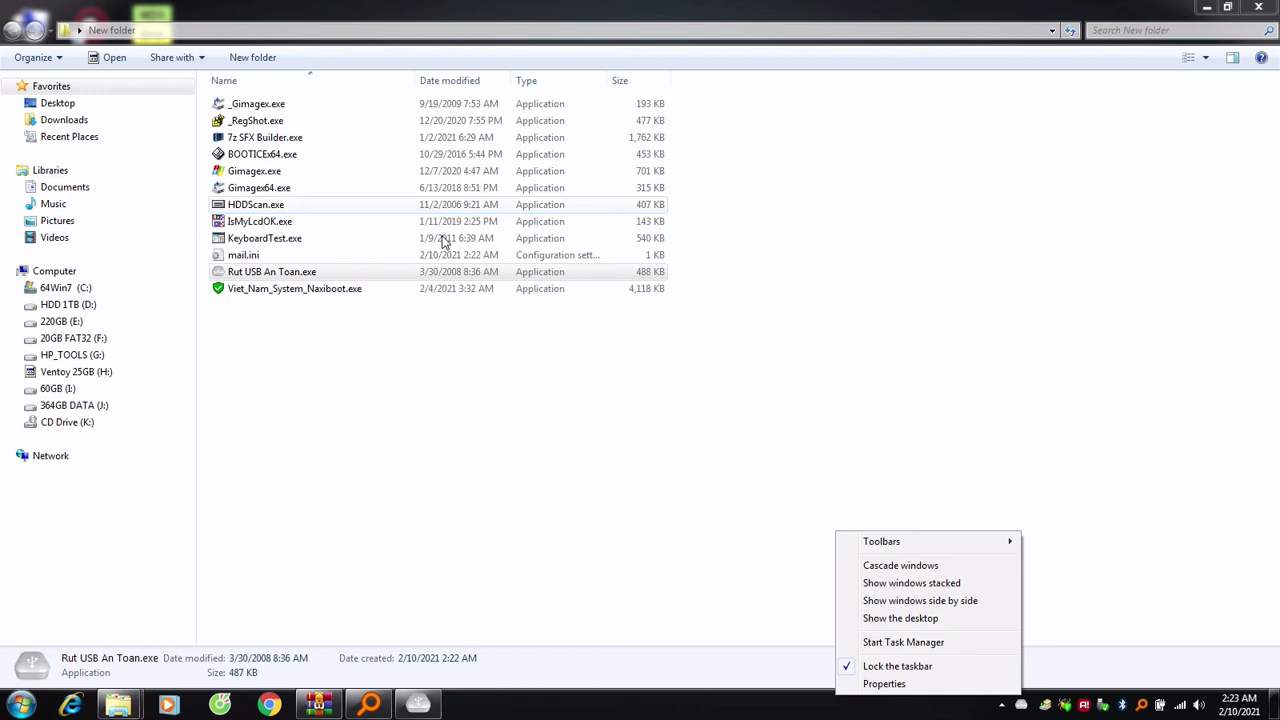 New folder
Search New folder
Organize Open Share with New folder
Name Date modified Type Size
Favorites
Desktop
Downloads
Recent Places
Libraries
Documents
Music
Pictures
Videos
Computer
64Win7 (C:)
HDD 1TB (D:)
220GB (E:)
20GB FAT32 (F:)
HP_TOOLS (G:)
Ventoy 25GB (H:)
60GB (I:)
364GB DATA (J:)
CD Drive (K:)
Network
_Gimagex.exe 9/19/2009 7:53 AM Application 193 KB
_RegShot.exe 12/20/2020 7:55 PM Application 477 KB
7z SFX Builder.exe 1/2/2021 6:29 AM Application 1,762 KB
BOOTICEx64.exe 10/29/2016 5:44 PM Application 453 KB
Gimagex.exe 12/7/2020 4:47 AM Application 701 KB
Gimagex64.exe 6/13/2018 8:51 PM Application 315 KB
HDDScan.exe 11/2/2006 9:21 AM Application 407 KB
IsMyLcdOK.exe 1/11/2019 2:25 PM Application 143 KB
KeyboardTest.exe 1/9/2011 6:39 AM Application 540 KB
mail.ini 2/10/2021 2:22 AM Configuration sett... 1 KB
Rut USB An Toan.exe 3/30/2008 8:36 AM Application 488 KB
Viet_Nam_System_Naxiboot.exe 2/4/2021 3:32 AM Application 4,118 KB
Toolbars
Cascade windows
Show windows stacked
Show windows side by side
Show the desktop
Start Task Manager
Lock the taskbar
Properties
Rut USB An Toan.exe Date modified: 3/30/2008 8:36 AM Date created: 2/10/2021 2:22 AM
Application Size: 487 KB
2:23 AM
2/10/2021